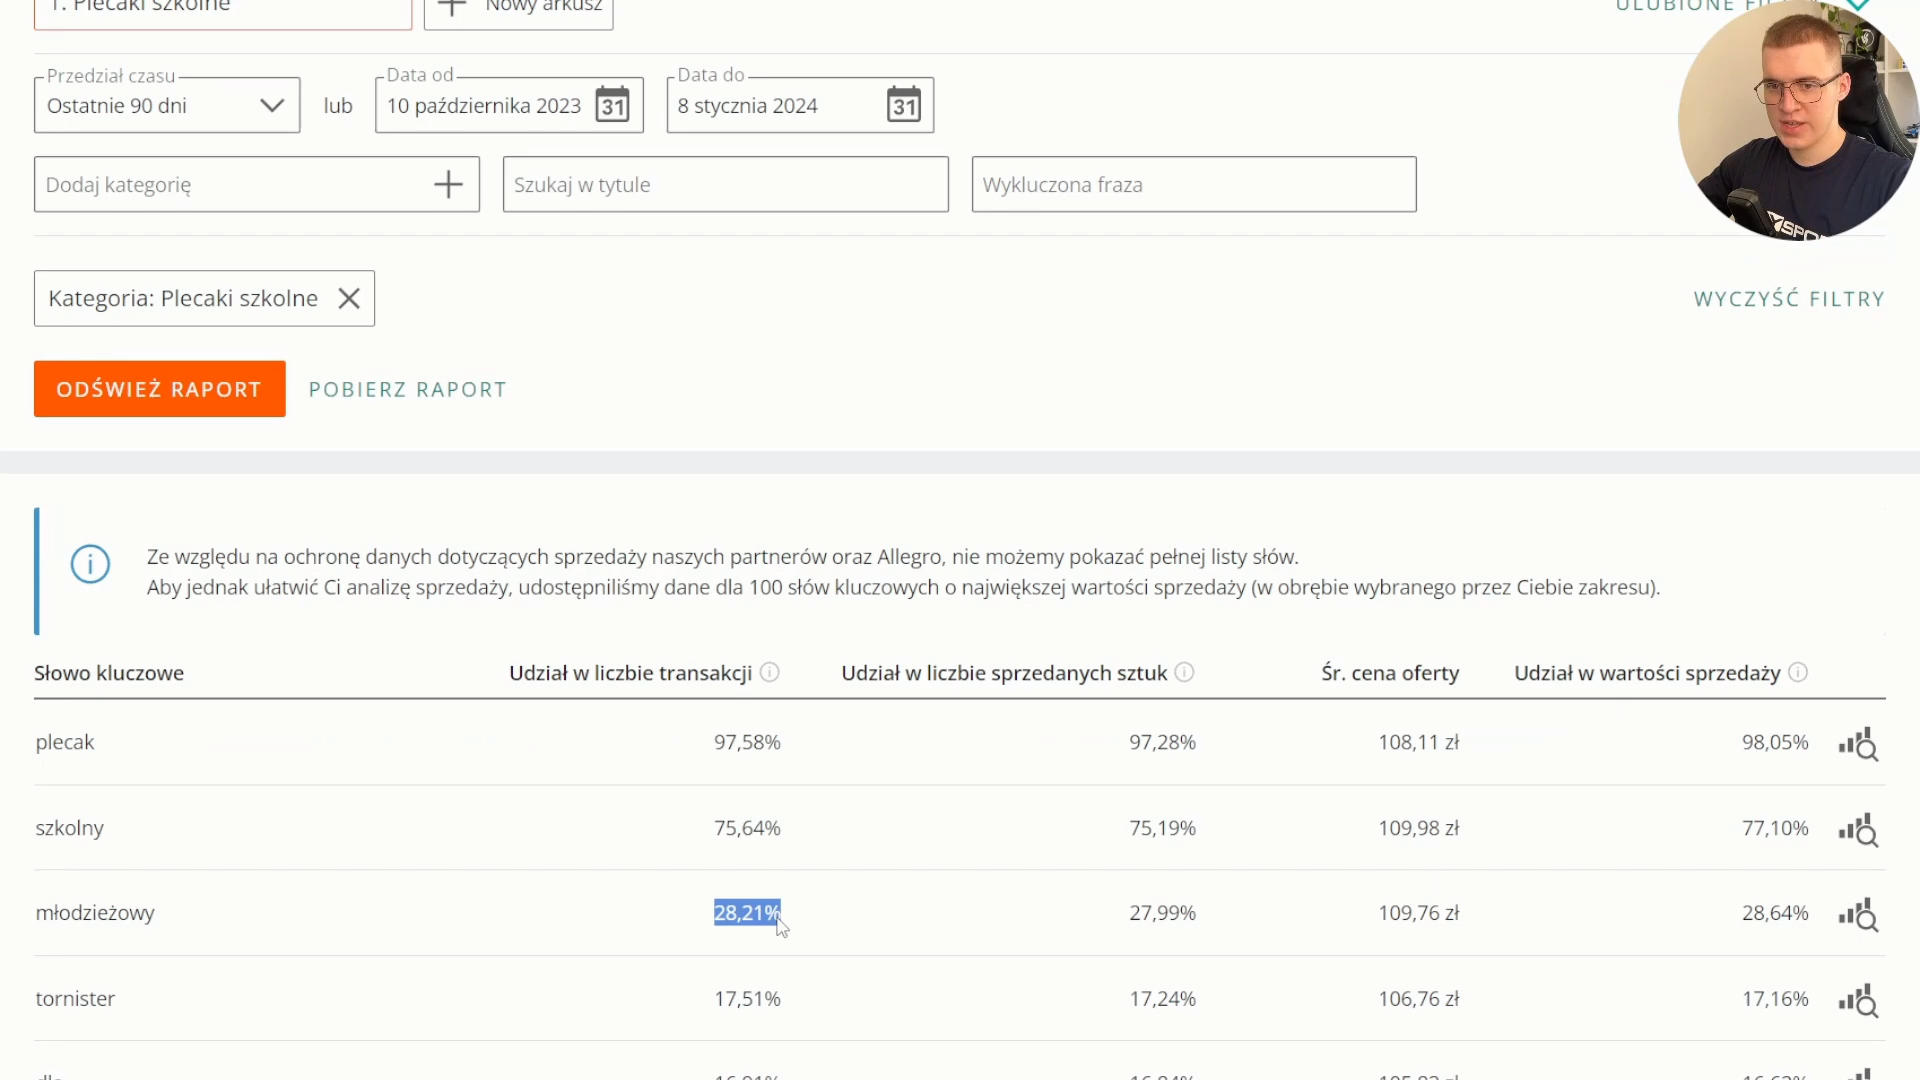 1. Plecaki szkolne
Nowy arkusz
ULUBIONE
Przedział czasu
Ostatnie 90 dni
lub
Data od
10 października 2023
31
Data do
8 stycznia 2024
31
Dodaj kategorię
Szukaj w tytule
Wykluczona fraza
Kategoria: Plecaki szkolne
WYCZYŚĆ FILTRY
ODŚWIEŻ RAPORT
POBIERZ RAPORT
Ze względu na ochronę danych dotyczących sprzedaży naszych partnerów oraz Allegro, nie możemy pokazać pełnej listy słów.
Aby jednak ułatwić Ci analizę sprzedaży, udostępniliśmy dane dla 100 słów kluczowych o największej wartości sprzedaży (w obrębie wybranego przez Ciebie zakresu).
Słowo kluczowe Udział w liczbie transakcji Udział w liczbie sprzedanych sztuk Śr. cena oferty Udział w wartości sprzedaży
plecak 97,58% 97,28% 108,11 zł 98,05%
szkolny 75,64% 75,19% 109,98 zł 77,10%
młodzieżowy 28,21% 27,99% 109,76 zł 28,64%
tornister 17,51% 17,24% 106,76 zł 17,16%